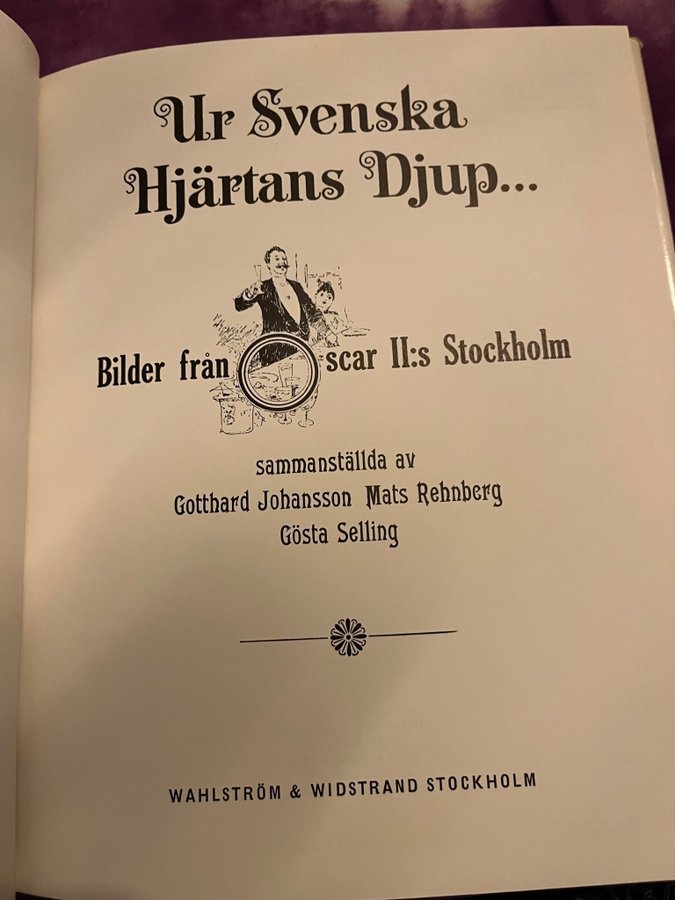 Ur Svenska
Hjärtans Djup...
Bilder från Oscar II:s Stockholm
sammanställda av
Gotthard Johansson Mats Rehnberg
Gösta Selling
WAHLSTRÖM & WIDSTRAND STOCKHOLM